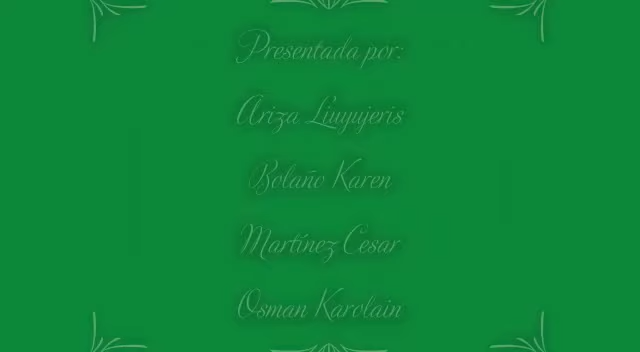 Presentada por:
Ariza Liuyujeris
Bolaño Karen
Martínez Cesar
Osman Karolain